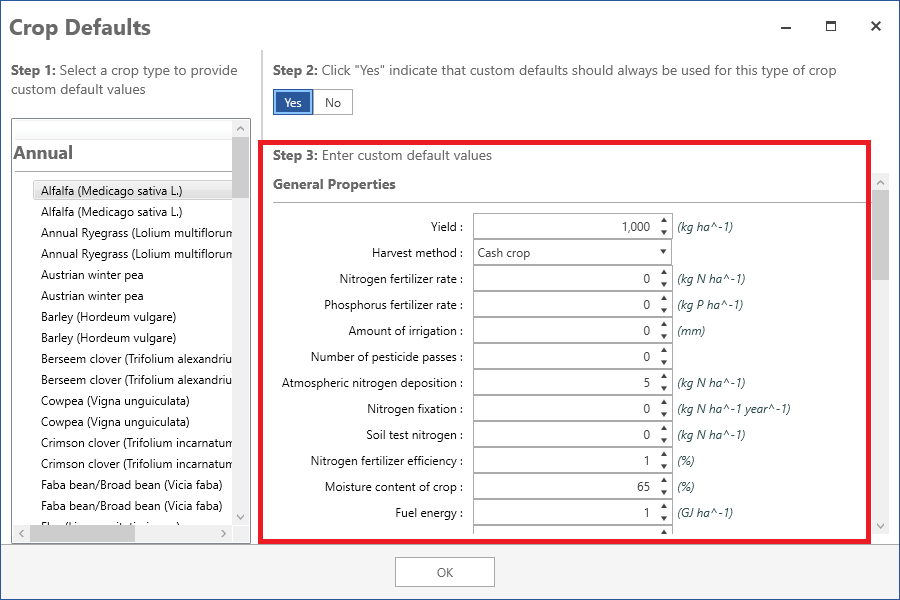 Crop Defaults
Step 1: Select a crop type to provide
custom default values
Annual
Alfalfa (Medicago sativa L.)
Alfalfa (Medicago sativa L.)
Annual Ryegrass (Lolium multiflorum
Annual Ryegrass (Lolium multiflorum
Austrian winter pea
Austrian winter pea
Barley (Hordeum vulgare)
Barley (Hordeum vulgare)
Berseem clover (Trifolium alexandriu
Berseem clover (Trifolium alexandriu
Cowpea (Vigna unguiculata)
Cowpea (Vigna unguiculata)
Crimson clover (Trifolium incarnatum
Crimson clover (Trifolium incarnatum
Faba bean/Broad bean (Vicia faba)
Faba bean/Broad bean (Vicia faba)
Step 2: Click "Yes" indicate that custom defaults should always be used for this type of crop
Yes No
Step 3: Enter custom default values
General Properties
Yield : 1,000 (kg ha^-1)
Harvest method : Cash crop
Nitrogen fertilizer rate : 0 (kg N ha^-1)
Phosphorus fertilizer rate : 0 (kg P ha^-1)
Amount of irrigation : 0 (mm)
Number of pesticide passes : 0
Atmospheric nitrogen deposition : 5 (kg N ha^-1)
Nitrogen fixation : 0 (kg N ha^-1 year^-1)
Soil test nitrogen : 0 (kg N ha^-1)
Nitrogen fertilizer efficiency : 1 (%)
Moisture content of crop : 65 (%)
Fuel energy : 1 (GJ ha^-1)
OK